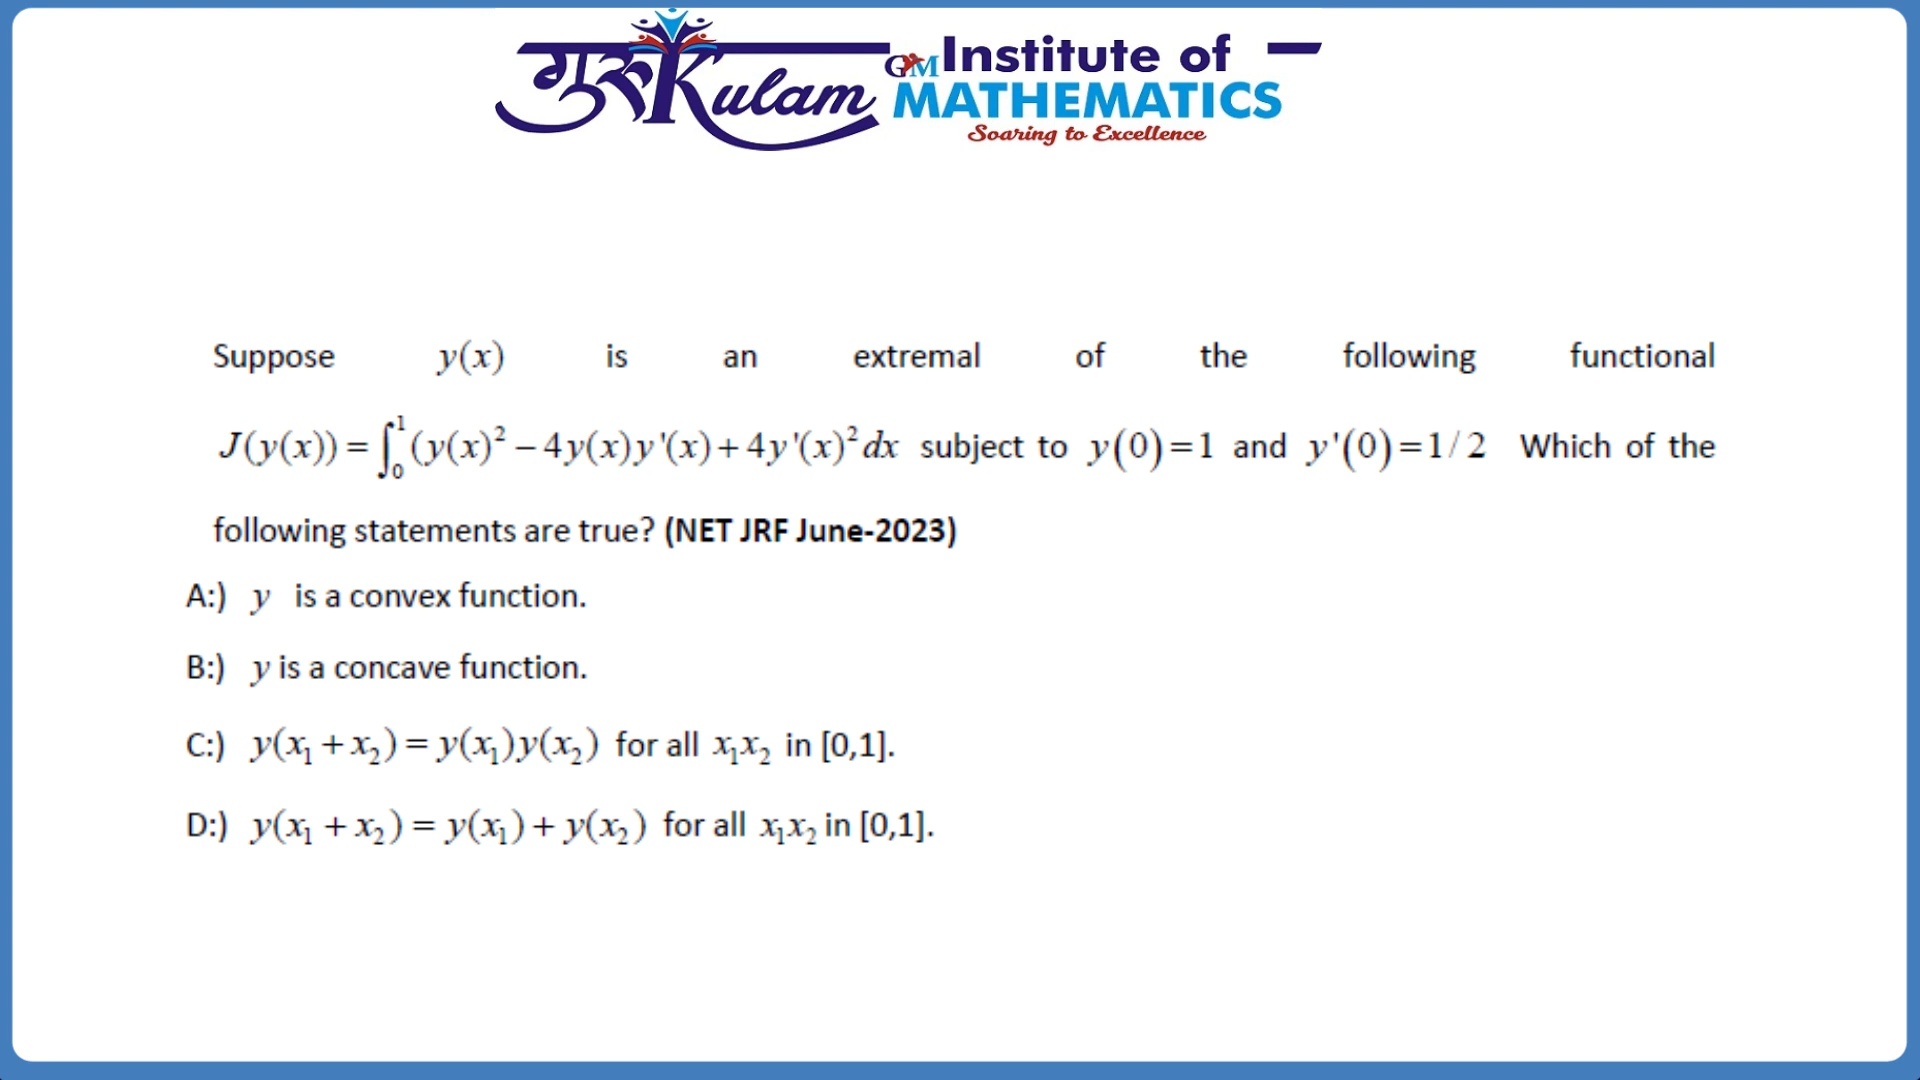 गुरुKulam GM Institute of
MATHEMATICS
Soaring to Excellence
Suppose y(x) is an extremal of the following functional
J(y(x)) = ∫₀¹ (y(x)² – 4y(x)y'(x) + 4y'(x)² dx subject to y(0)=1 and y'(0)=1/2 Which of the
following statements are true? (NET JRF June-2023)
A:) y is a convex function.
B:) y is a concave function.
C:) y(x₁ + x₂) = y(x₁)y(x₂) for all x₁x₂ in [0,1].
D:) y(x₁ + x₂) = y(x₁) + y(x₂) for all x₁x₂ in [0,1].